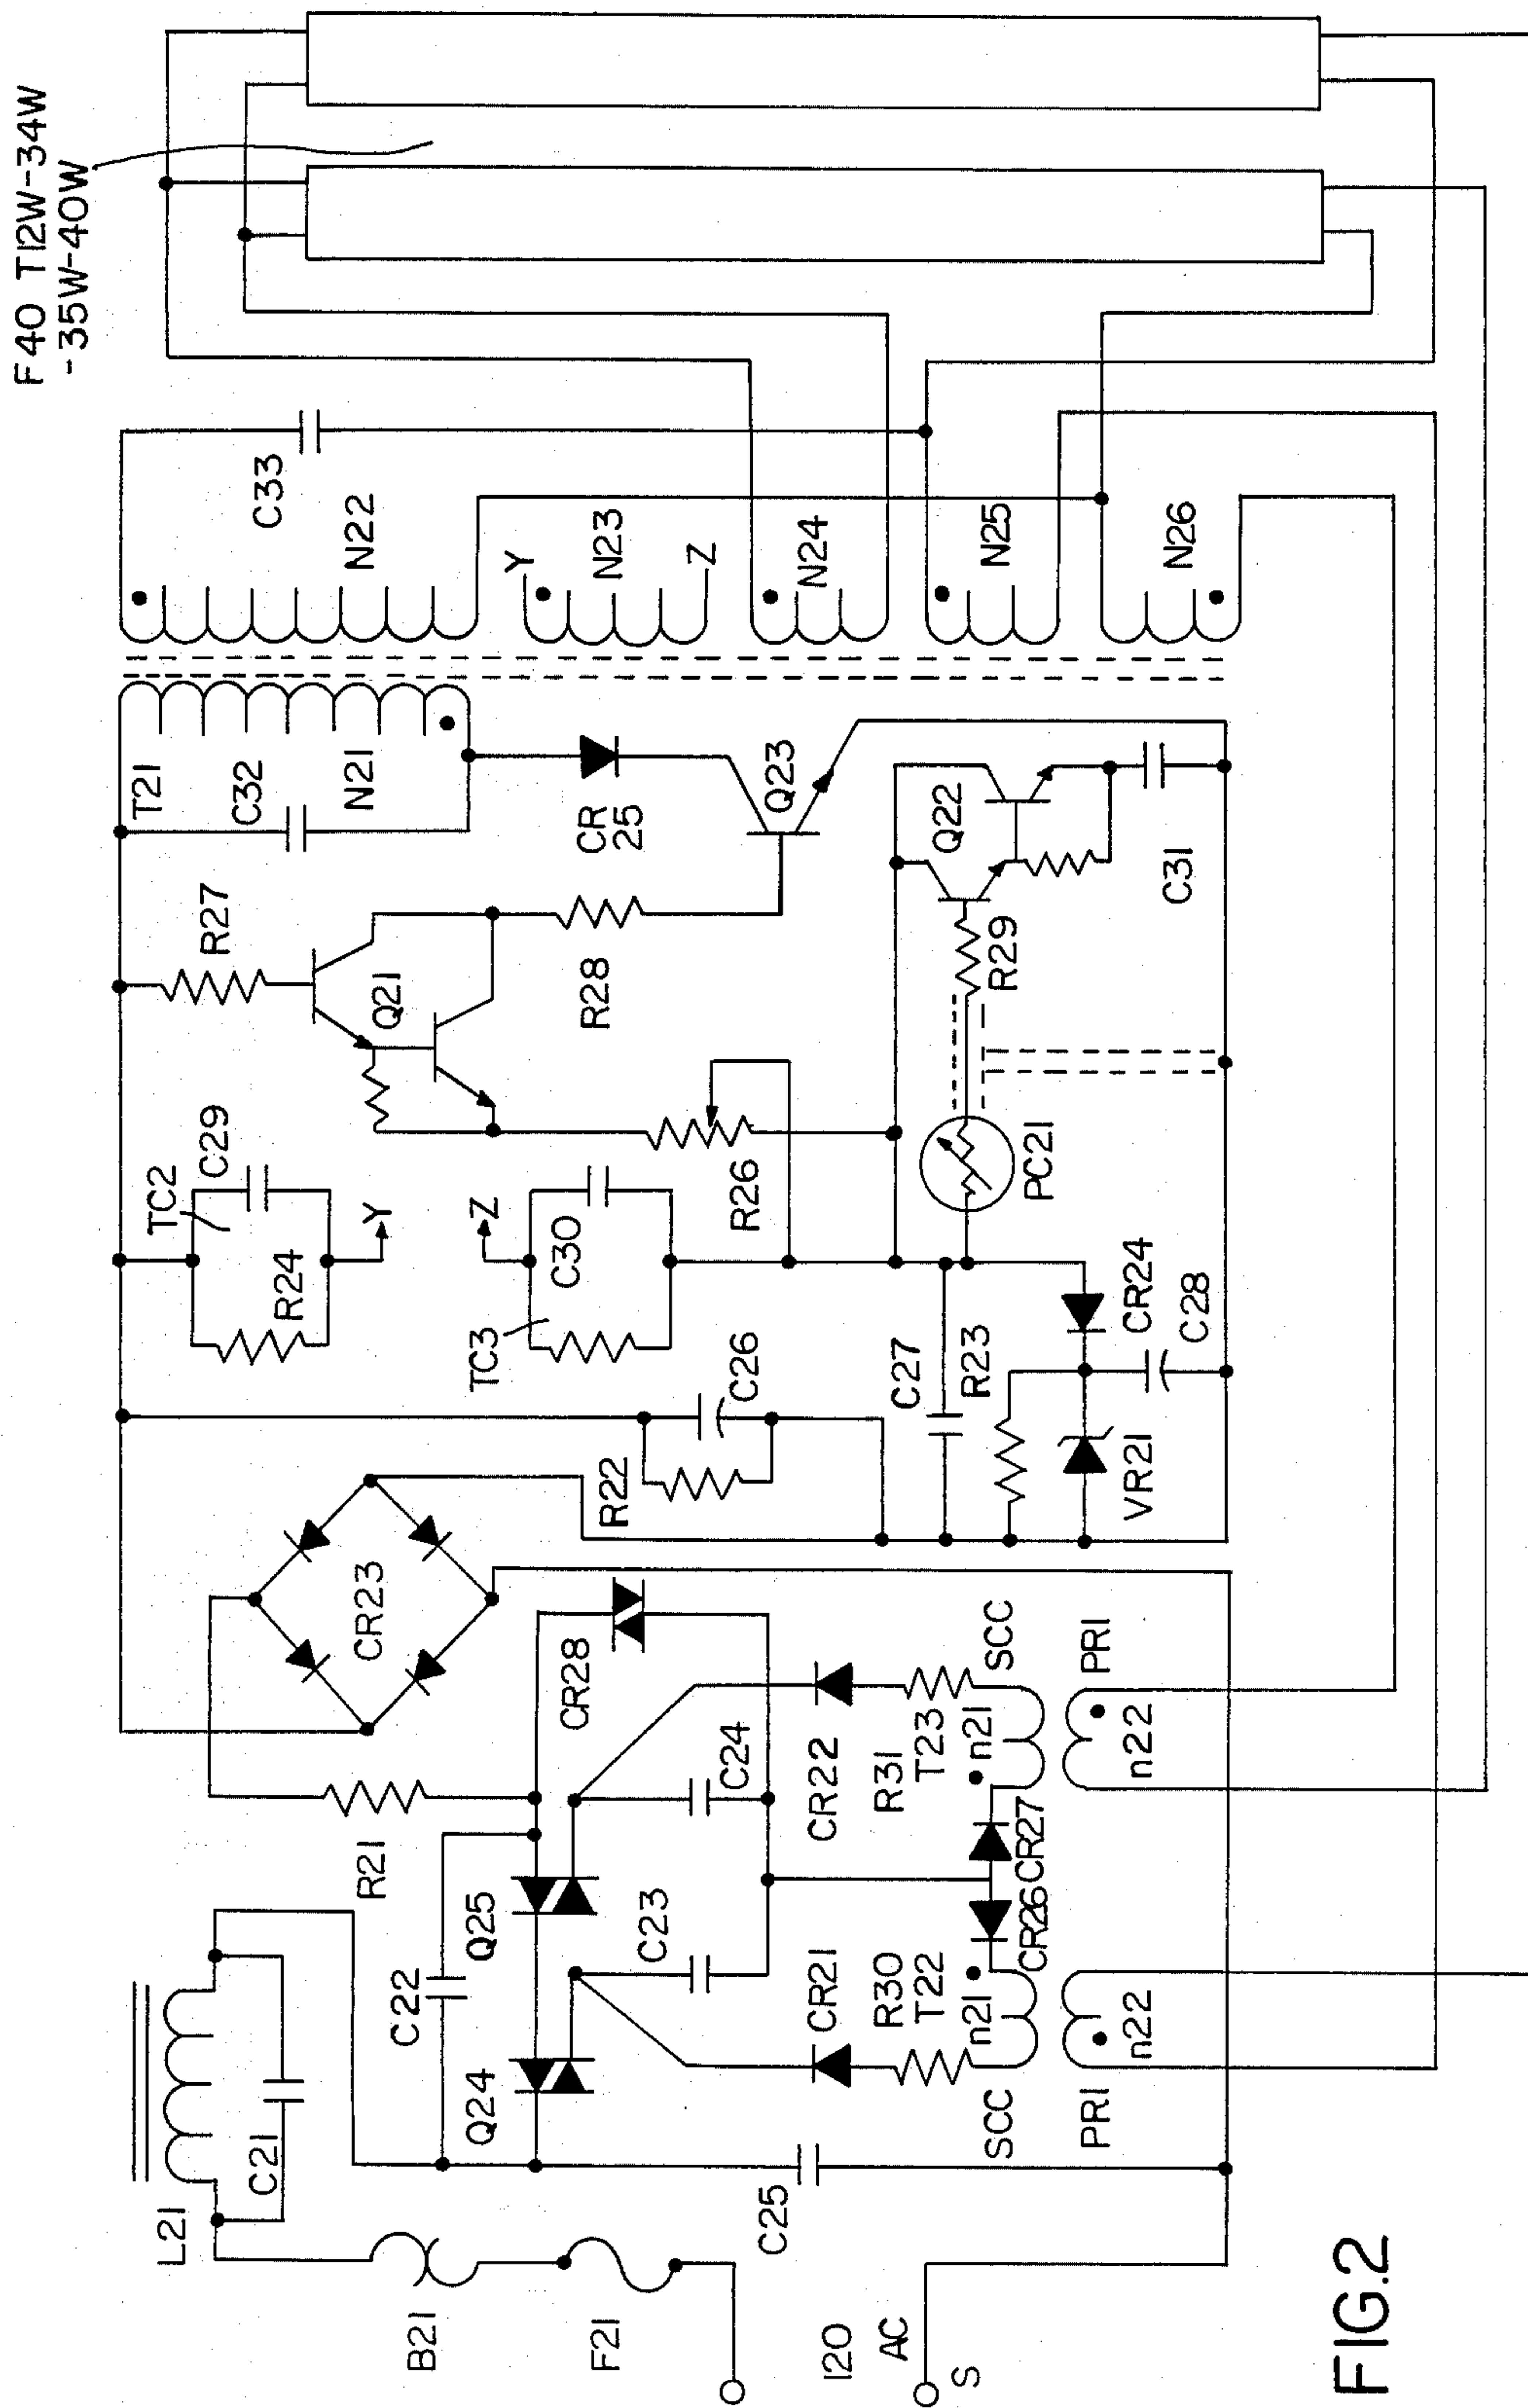 F40 T12W-34W
-35W-40W
C33
N22
Y
N23
Z
N24
N25
N26
T21
C32
N21
CR
25
Q23
Q22
C31
R27
Q21
R28
R29
TC2
C29
R24
Y
Z
C30
TC3
R26
PC21
C26
R22
C27
R23
CR24
C28
VR21
CR23
CR28
R21
C24
CR22
R31
T23
n21
SCC
PRI
n22
CR27
CR26
Q25
C22
C23
Q24
CR21
R30
T22
n21
SCC
PRI
n22
L21
C21
C25
B21
F21
120
AC
S
FIG.2